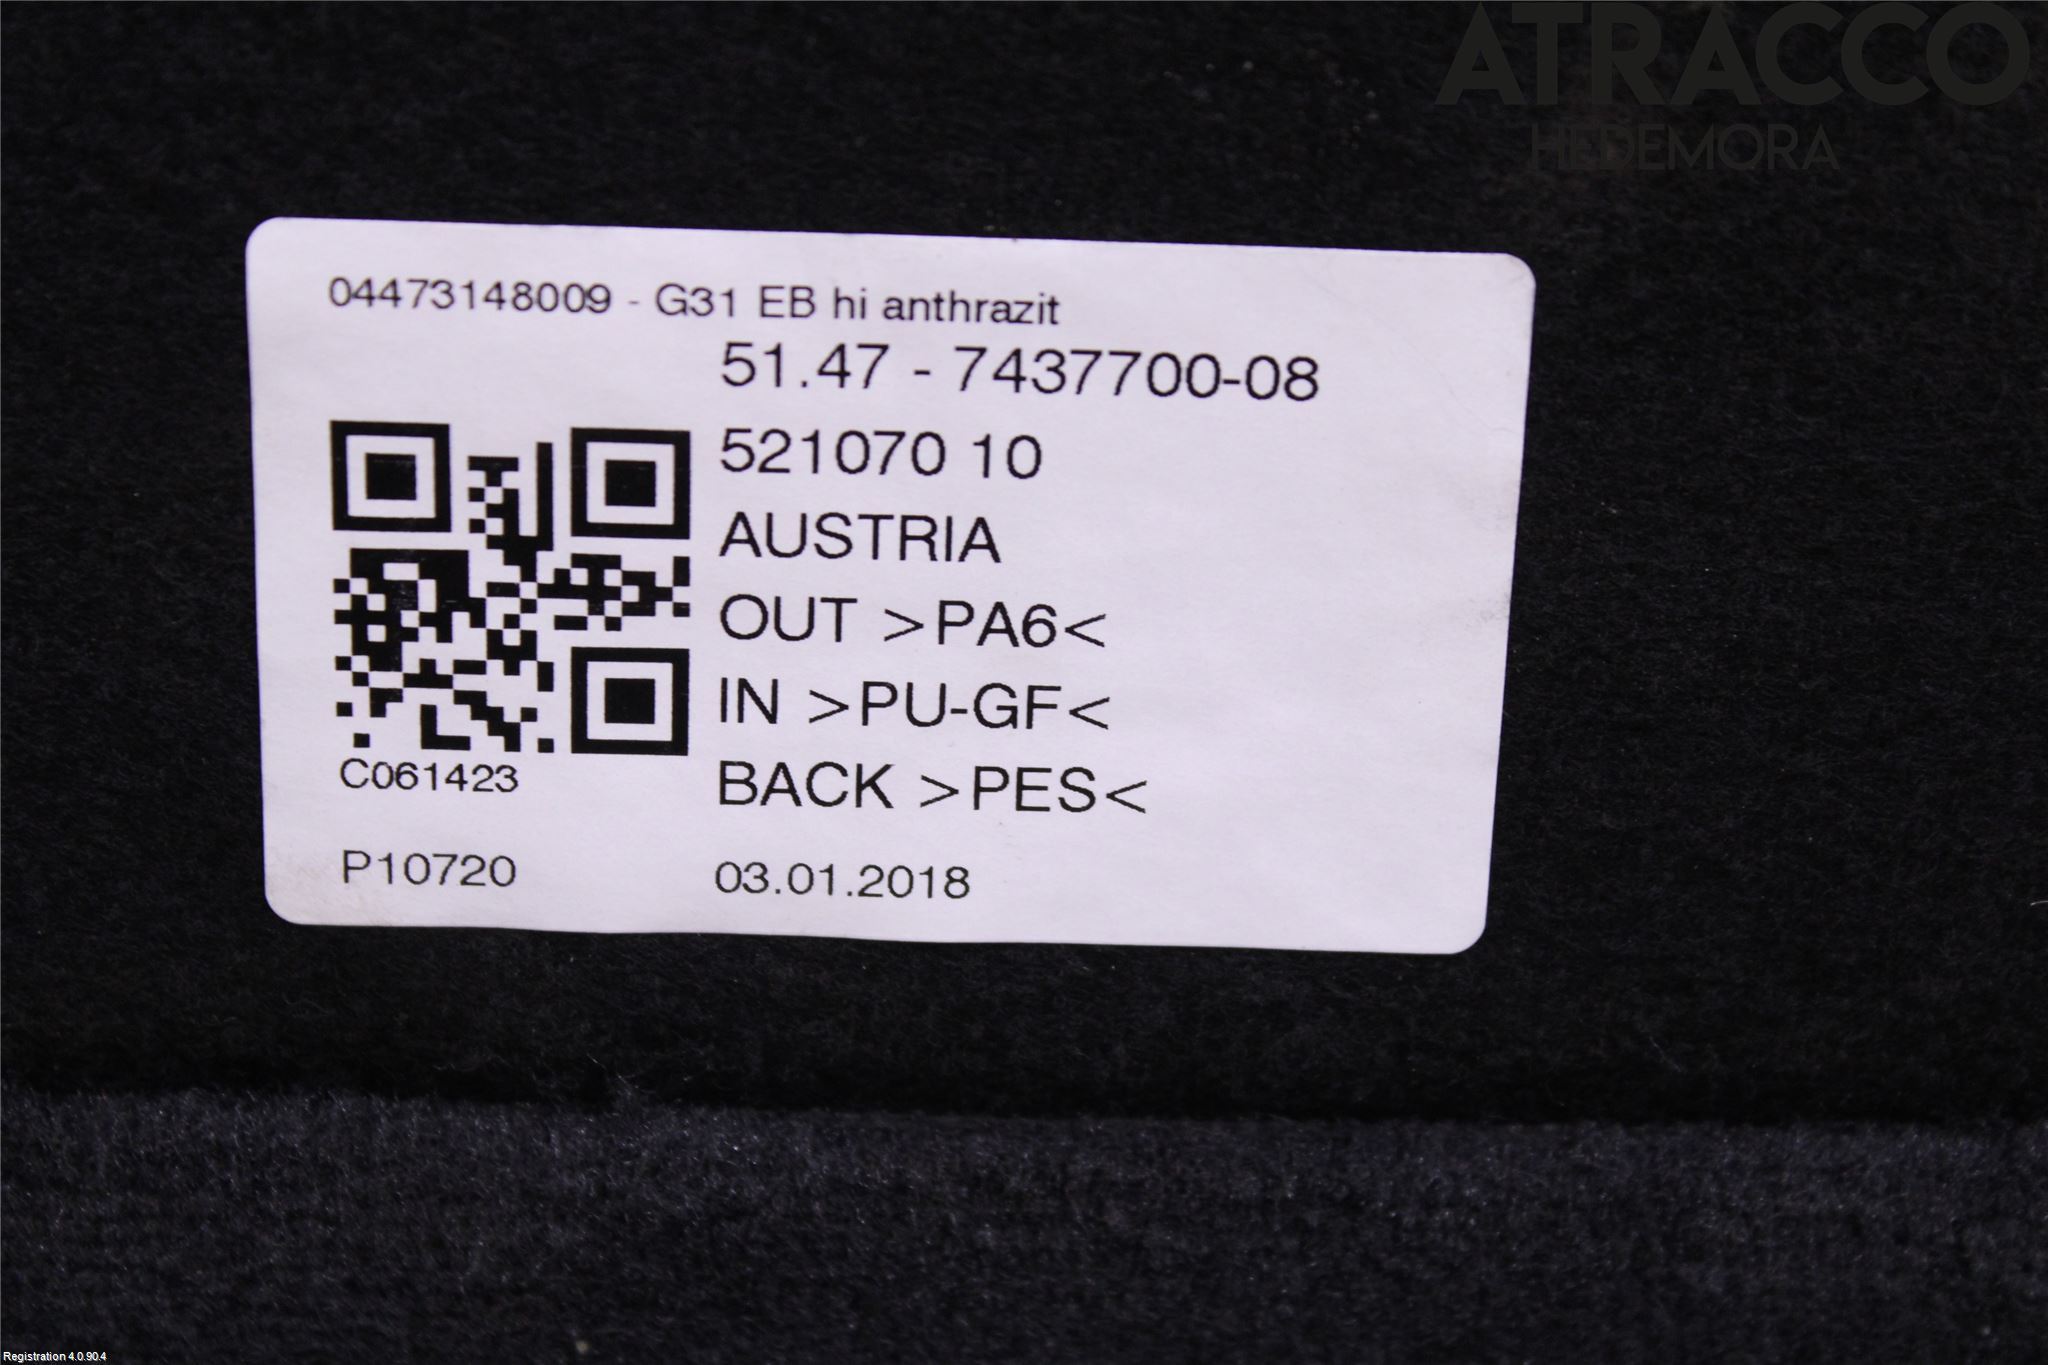 ATRACCO
HEDEMORA
04473148009 - G31 EB hi anthrazit
51.47 - 7437700-08
521070 10
AUSTRIA
OUT >PA6<
IN >PU-GF<
BACK >PES<
C061423
P10720
03.01.2018
Registration 4.0.90.4